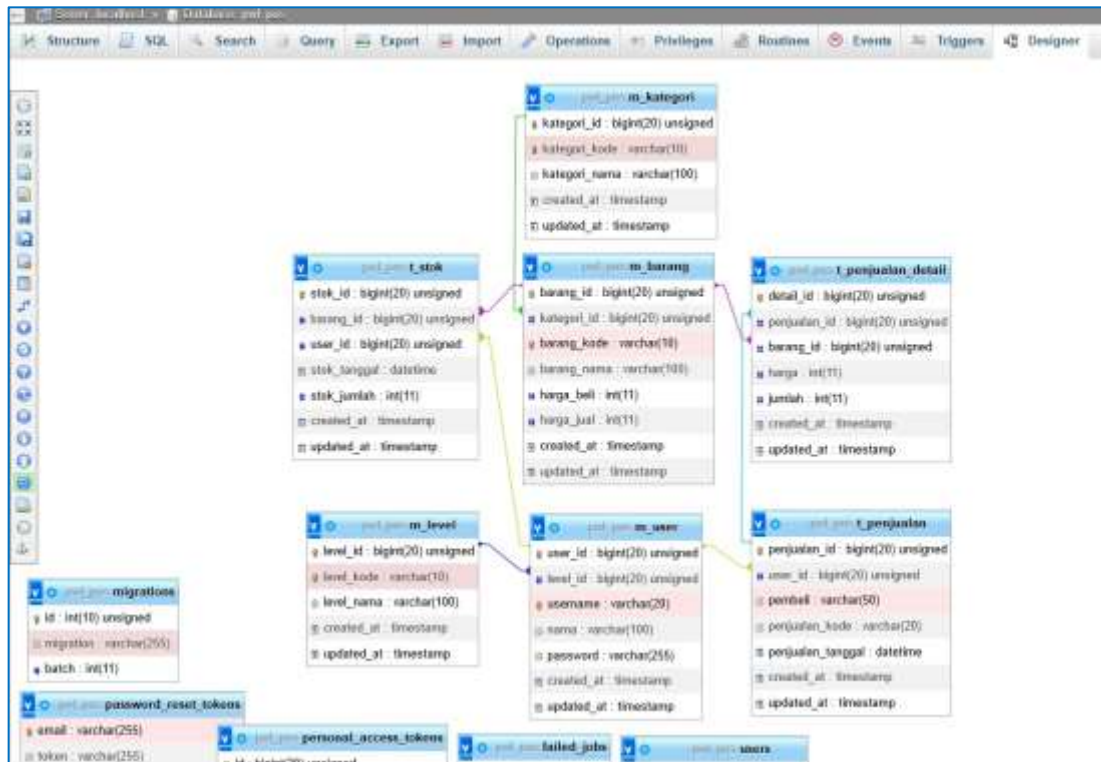 Server: localhost » Database: pwl_pos
Structure SQL Search Query Export Import Operations Privileges Routines Events Triggers Designer
m_kategori
kategori_id : bigint(20) unsigned
kategori_kode : varchar(10)
kategori_nama : varchar(100)
created_at : timestamp
updated_at : timestamp
t_stok
stok_id : bigint(20) unsigned
barang_id : bigint(20) unsigned
user_id : bigint(20) unsigned
stok_tanggal : datetime
stok_jumlah : int(11)
created_at : timestamp
updated_at : timestamp
m_barang
barang_id : bigint(20) unsigned
kategori_id : bigint(20) unsigned
barang_kode : varchar(10)
barang_nama : varchar(100)
harga_beli : int(11)
harga_jual : int(11)
created_at : timestamp
updated_at : timestamp
t_penjualan_detail
detail_id : bigint(20) unsigned
penjualan_id : bigint(20) unsigned
barang_id : bigint(20) unsigned
harga : int(11)
jumlah : int(11)
created_at : timestamp
updated_at : timestamp
m_level
level_id : bigint(20) unsigned
level_kode : varchar(10)
level_nama : varchar(100)
created_at : timestamp
updated_at : timestamp
m_user
user_id : bigint(20) unsigned
level_id : bigint(20) unsigned
username : varchar(20)
nama : varchar(100)
password : varchar(255)
created_at : timestamp
updated_at : timestamp
t_penjualan
penjualan_id : bigint(20) unsigned
user_id : bigint(20) unsigned
pembeli : varchar(50)
penjualan_kode : varchar(20)
penjualan_tanggal : datetime
created_at : timestamp
updated_at : timestamp
migrations
id : int(10) unsigned
migration : varchar(255)
batch : int(11)
password_reset_tokens
email : varchar(255)
token : varchar(255)
personal_access_tokens
id : bigint(20) unsigned
failed_jobs
users